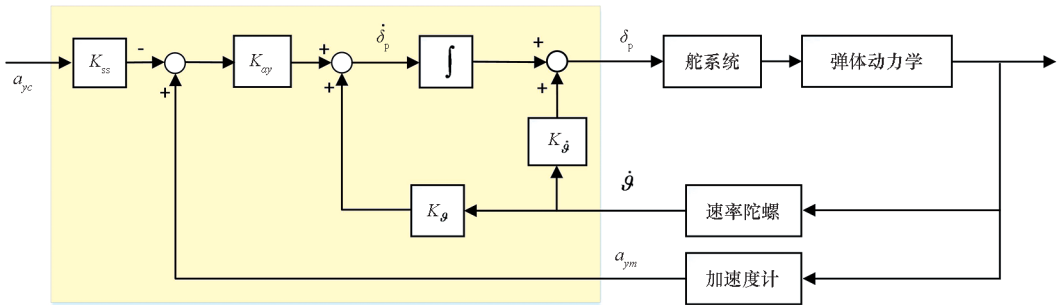 a_yc
K_ss
-
+
K_ay
+
+
δ̇_p
∫
+
+
δ_p
舵系统
弹体动力学
K_ϑ̇
K_ϑ
ϑ̇
速率陀螺
a_ym
加速度计